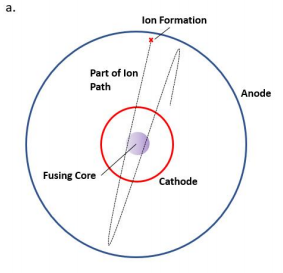 a.
Ion Formation
Part of Ion
Path
Anode
Fusing Core
Cathode